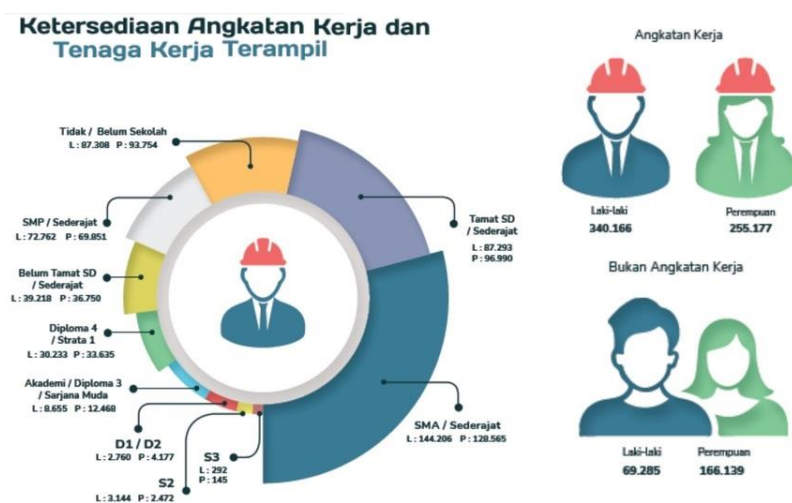 Ketersediaan Angkatan Kerja dan
Tenaga Kerja Terampil
Tidak / Belum Sekolah
L : 87.308 P : 93.754
SMP / Sederajat
L : 72.762 P : 69.851
Belum Tamat SD
/ Sederajat
L : 39.218 P : 36.750
Diploma 4
/ Strata 1
L : 30.233 P : 33.635
Akademi / Diploma 3
/ Sarjana Muda
L : 8.655 P : 12.468
D1 / D2
L : 2.760 P : 4.177
S2
L : 3.144 P : 2.472
S3
L : 292
P : 145
SMA / Sederajat
L : 144.206 P : 128.565
Tamat SD
/ Sederajat
L : 87.293
P : 96.990
Angkatan Kerja
Laki-laki
340.166
Perempuan
255.177
Bukan Angkatan Kerja
Laki-laki
69.285
Perempuan
166.139